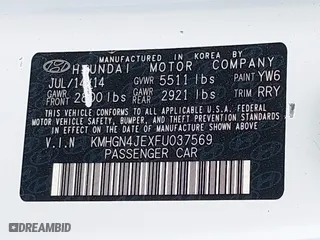 MANUFACTURED IN KOREA BY
HYUNDAI MOTOR COMPANY
JUL/14/14 GVWR 5511 lbs PAINT YW6
GAWR FRONT 2800 lbs GAWR REAR 2921 lbs TRIM RRY
THIS VEHICLE CONFORMS TO ALL APPLICABLE FEDERAL
MOTOR VEHICLE SAFETY, BUMPER, AND THEFT
PREVENTION STANDARDS IN EFFECT ON THE DATE OF
MANUFACTURE SHOWN ABOVE.
V.I.N KMHGN4JEXFU037569
PASSENGER CAR
DREAMBID